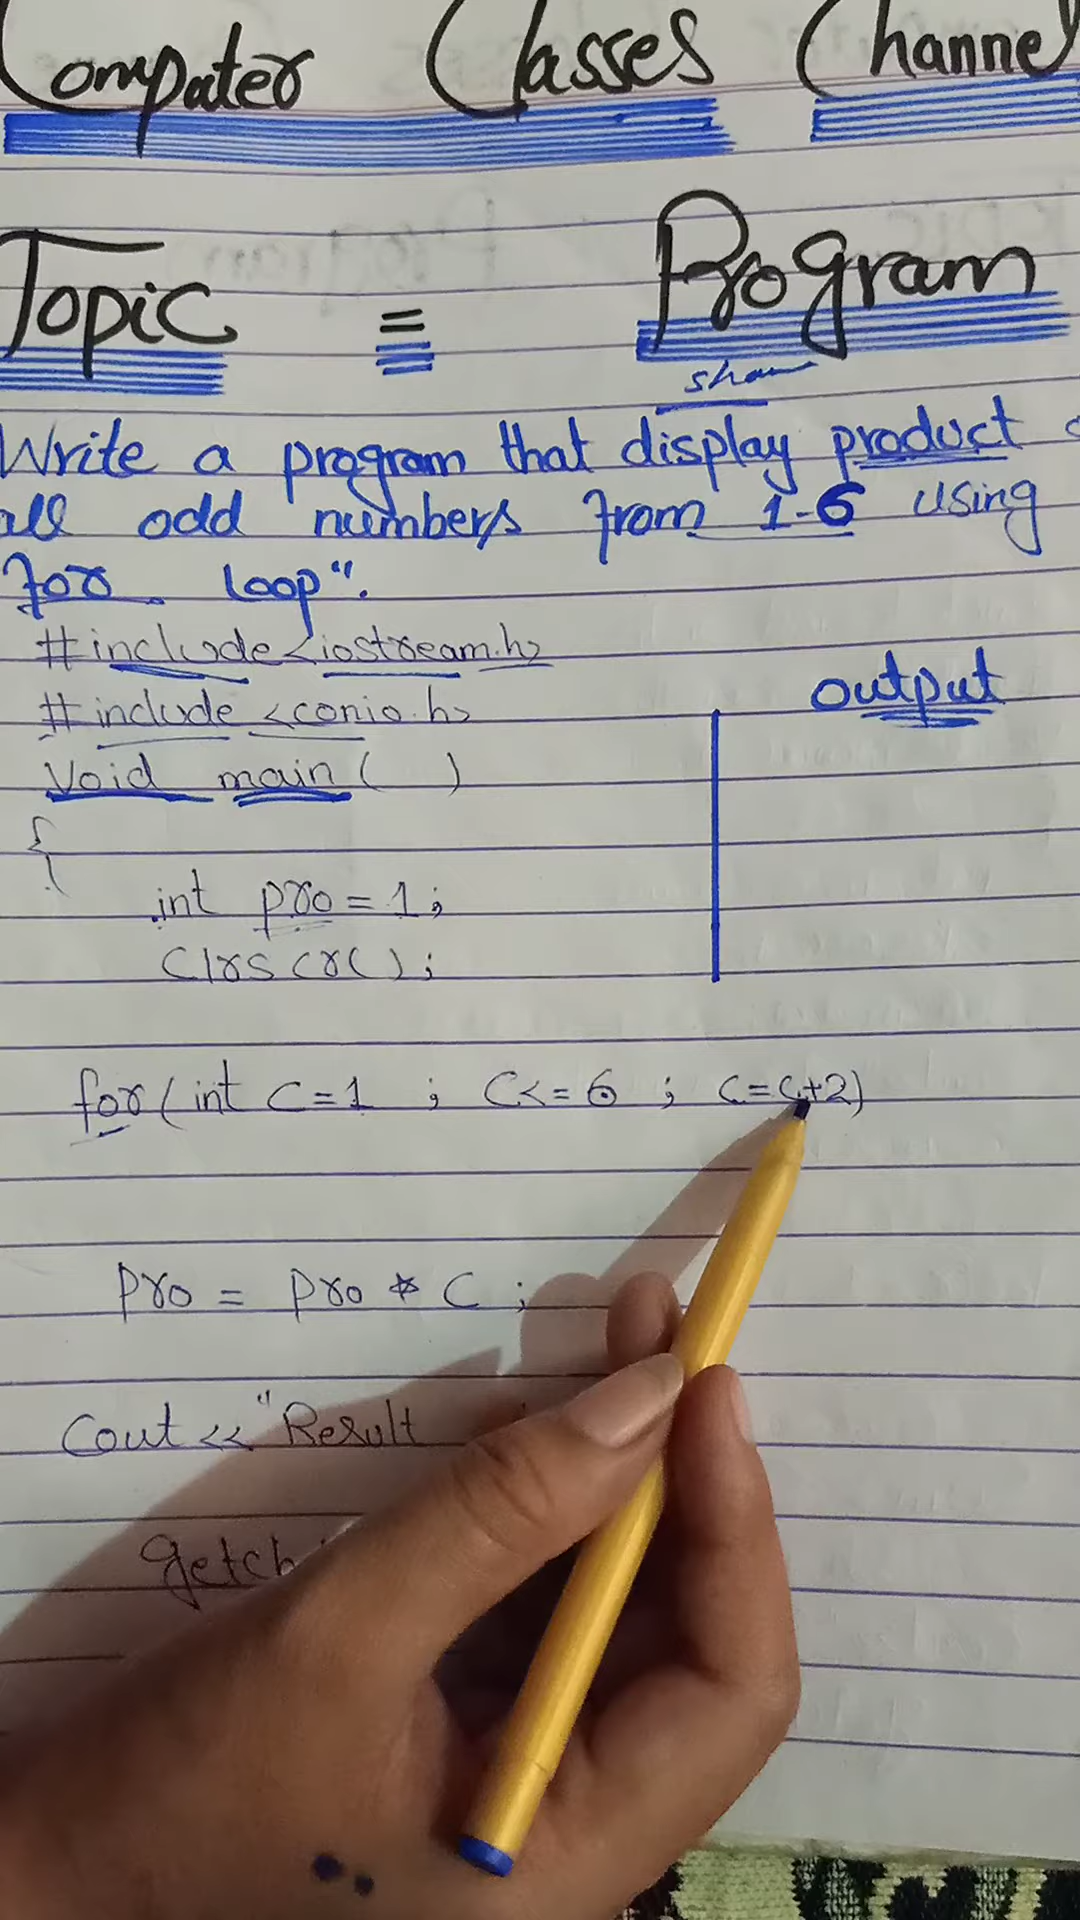 Computer Classes Channel
Topic = Program
show
Write a program that display product
all odd numbers from 1-6 using
for loop".
#include<iostream.h>
output
#include <conio.h>
Void main( )
{
int pro = 1;
Clrscr();
for(int C=1 ; C<=6 ; C=C+2)
pro = pro * C ;
Cout << "Result
getch